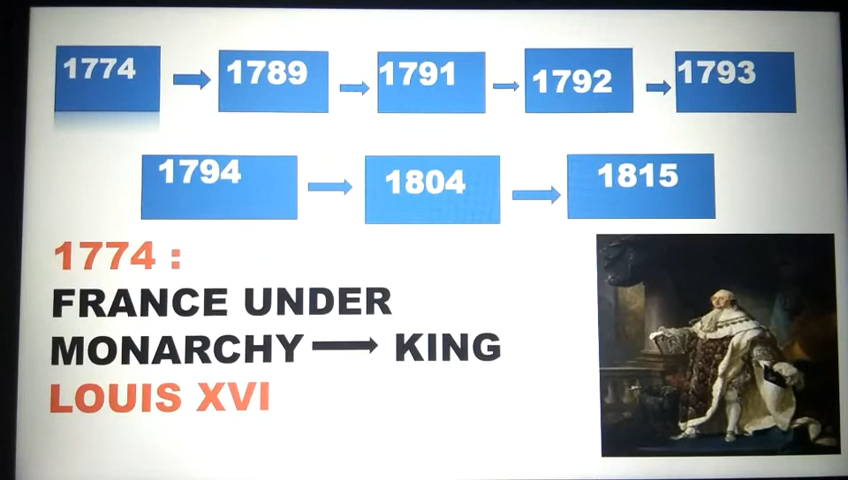 1774 1789 1791 1792 1793
1794 1804 1815
1774 :
FRANCE UNDER
MONARCHY → KING
LOUIS XVI